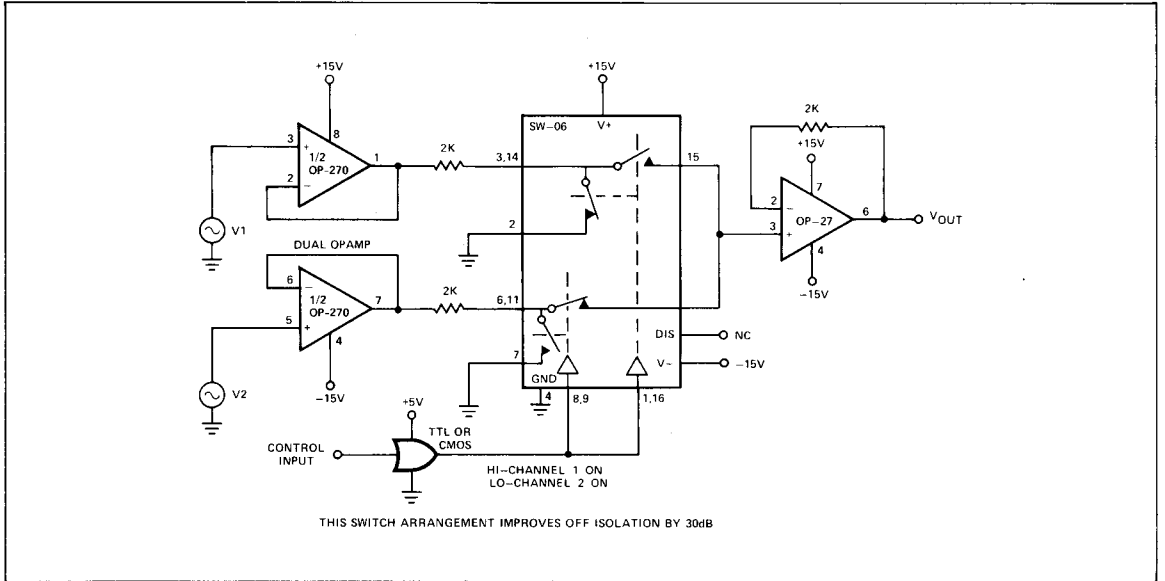 +15V
+15V
SW-06
V+
2K
+15V
3
8
1/2
OP-270
1
2
2K
3,14
15
2
7
6
3
OP-27
4
VOUT
-15V
V1
2
DUAL OPAMP
6
1/2
OP-270
7
5
4
2K
6,11
7
DIS
NC
V-
-15V
GND
4
8,9
1,16
V2
-15V
+5V
TTL OR
CMOS
CONTROL
INPUT
HI-CHANNEL 1 ON
LO-CHANNEL 2 ON
THIS SWITCH ARRANGEMENT IMPROVES OFF ISOLATION BY 30dB